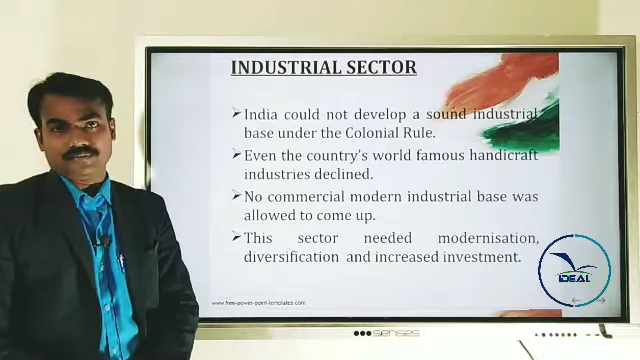 INDUSTRIAL SECTOR
➢ India could not develop a sound industrial
base under the Colonial Rule.
➢ Even the country's world famous handicraft
industries declined.
➢ No commercial modern industrial base was
allowed to come up.
➢ This sector needed modernisation,
diversification and increased investment.
IDEAL
www.free-power-point-templates.com
senses